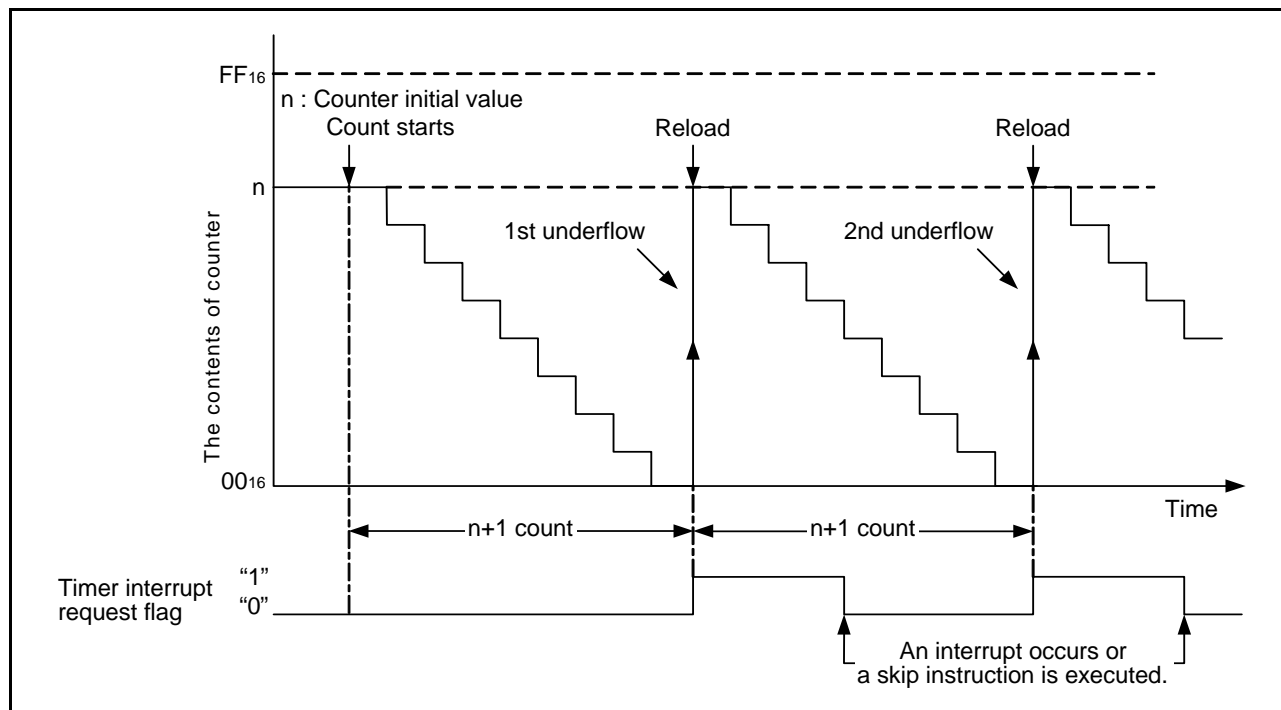 FF16
n : Counter initial value
Count starts
Reload
Reload
n
1st underflow
2nd underflow
The contents of counter
0016
Time
n+1 count
n+1 count
Timer interrupt
request flag
“1”
“0”
An interrupt occurs or
a skip instruction is executed.